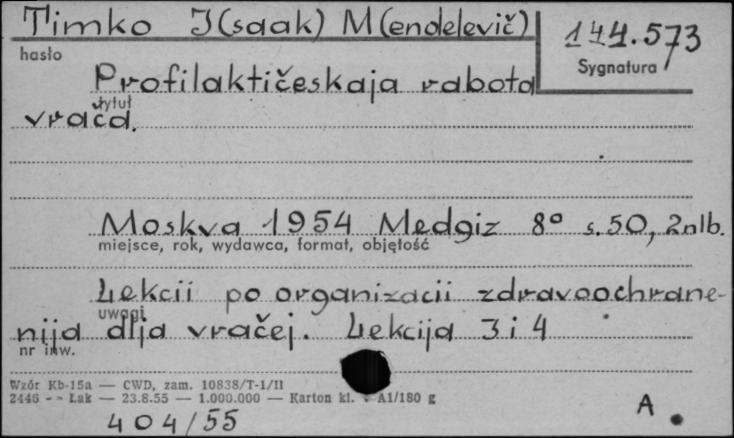 Timko I(saak) M(endelevič)
144.573
hasło
Sygnatura
Profilaktičeskaja rabota
tytuł
vrača.
Moskva 1954 Medgiz 8° s.50, 2nlb.
miejsce, rok, wydawca, format, objętość
Lekcii po organizacii zdravoochrane-
uwagi
nija dlja vračej. Lekcija 3 i 4
nr inw.
Wzór Kb-15a — CWD, zam. 10838/T-1/II
2446 -- Łak — 23.8.55 — 1.000.000 — Karton kl. V A1/180 g
404/55
A